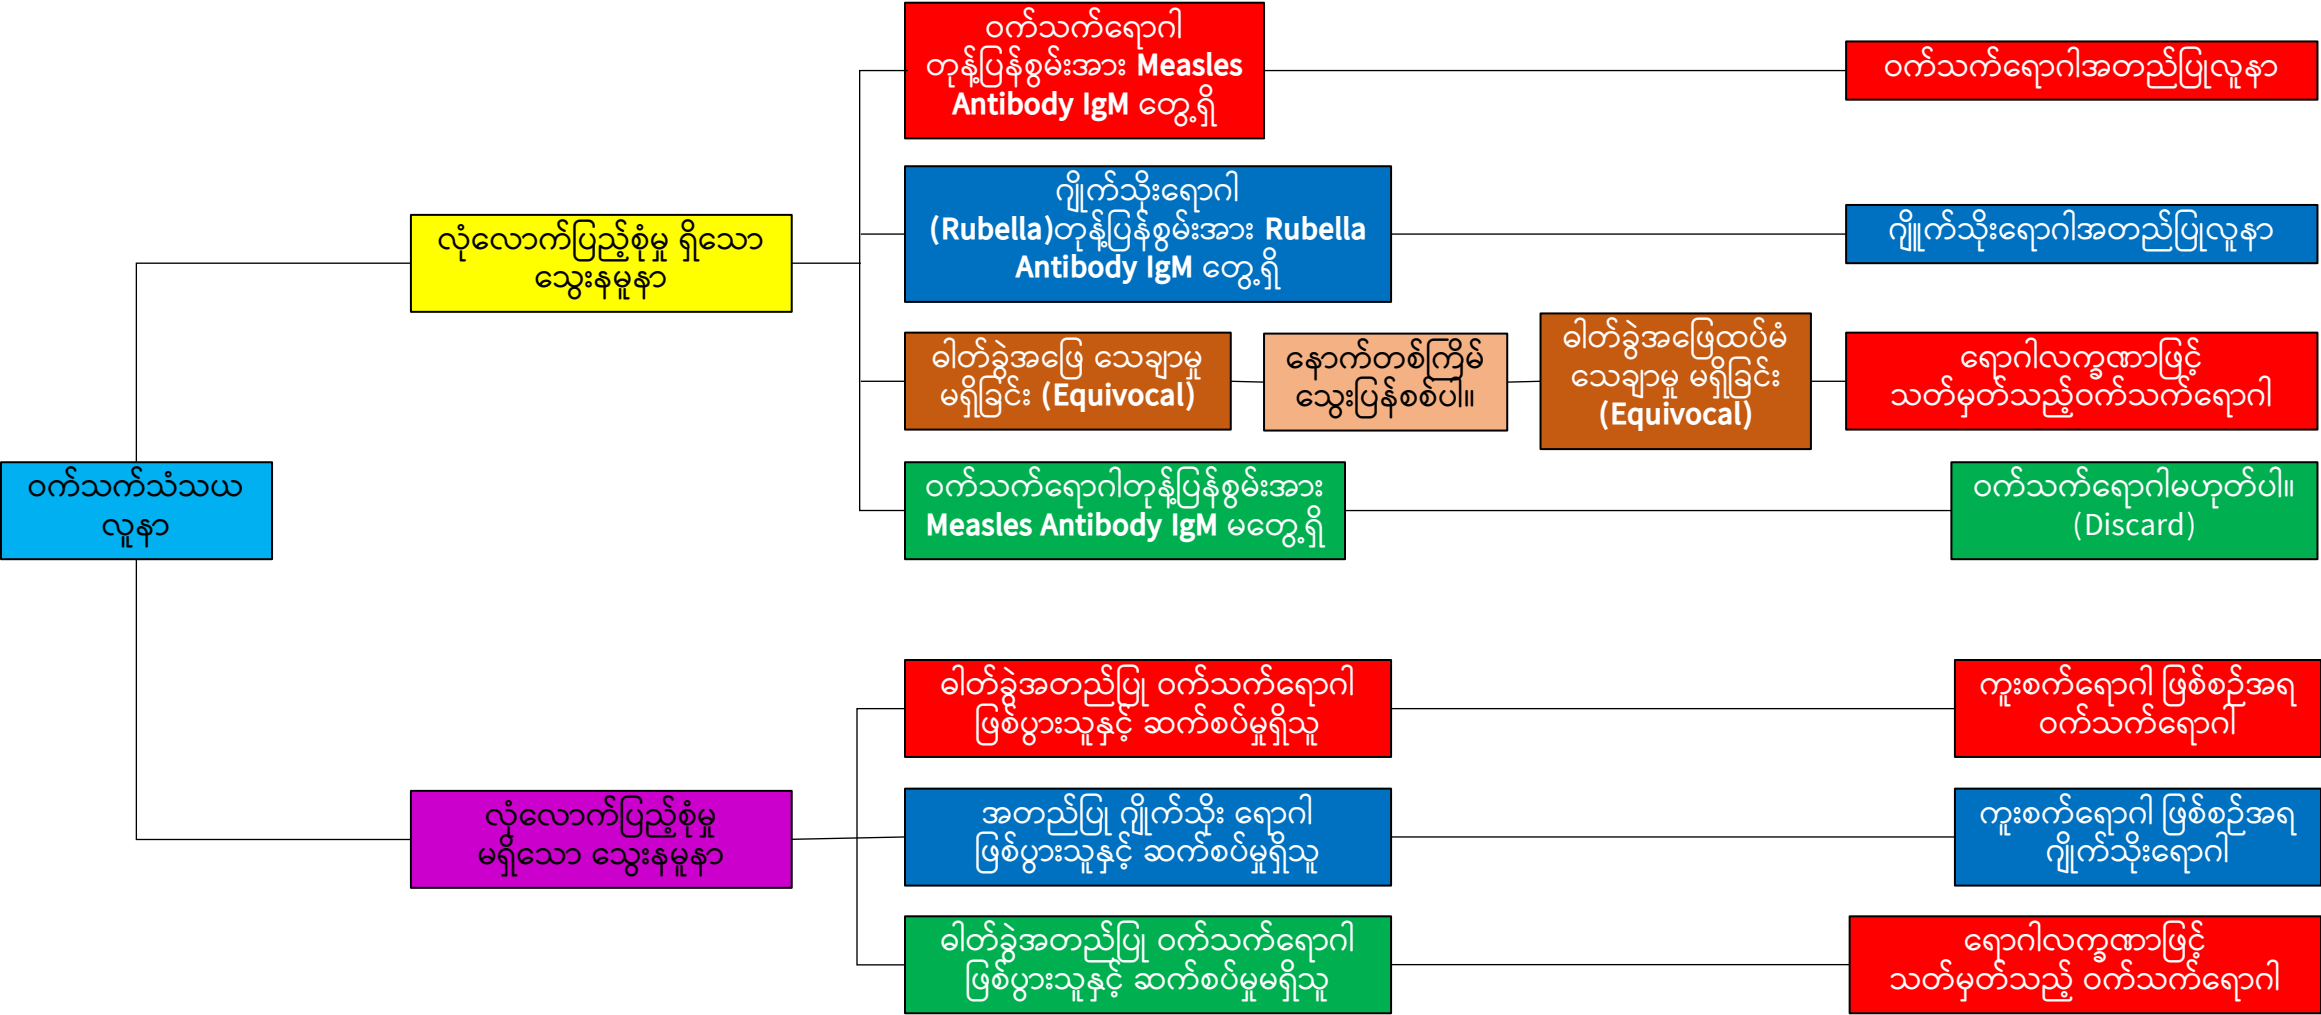 ဝက်သက်ရောဂါ
တုန့်ပြန်စွမ်းအား Measles
Antibody IgM တွေ့ရှိ
ဝက်သက်ရောဂါအတည်ပြုလူနာ
ဂျိုက်သိုးရောဂါ
(Rubella)တုန့်ပြန်စွမ်းအား Rubella
Antibody IgM တွေ့ရှိ
ဂျိုက်သိုးရောဂါအတည်ပြုလူနာ
လုံလောက်ပြည့်စုံမှု ရှိသော
သွေးနမူနာ
ဓါတ်ခွဲအဖြေ သေချာမှု
မရှိခြင်း (Equivocal)
နောက်တစ်ကြိမ်
သွေးပြန်စစ်ပါ။
ဓါတ်ခွဲအဖြေထပ်မံ
သေချာမှု မရှိခြင်း
(Equivocal)
ရောဂါလက္ခဏာဖြင့်
သတ်မှတ်သည့်ဝက်သက်ရောဂါ
ဝက်သက်သံသယ
လူနာ
ဝက်သက်ရောဂါတုန့်ပြန်စွမ်းအား
Measles Antibody IgM မတွေ့ရှိ
ဝက်သက်ရောဂါမဟုတ်ပါ။
(Discard)
ဓါတ်ခွဲအတည်ပြု ဝက်သက်ရောဂါ
ဖြစ်ပွားသူနှင့် ဆက်စပ်မှုရှိသူ
ကူးစက်ရောဂါ ဖြစ်စဉ်အရ
ဝက်သက်ရောဂါ
လုံလောက်ပြည့်စုံမှု
မရှိသော သွေးနမူနာ
အတည်ပြု ဂျိုက်သိုး ရောဂါ
ဖြစ်ပွားသူနှင့် ဆက်စပ်မှုရှိသူ
ကူးစက်ရောဂါ ဖြစ်စဉ်အရ
ဂျိုက်သိုးရောဂါ
ဓါတ်ခွဲအတည်ပြု ဝက်သက်ရောဂါ
ဖြစ်ပွားသူနှင့် ဆက်စပ်မှုမရှိသူ
ရောဂါလက္ခဏာဖြင့်
သတ်မှတ်သည့် ဝက်သက်ရောဂါ